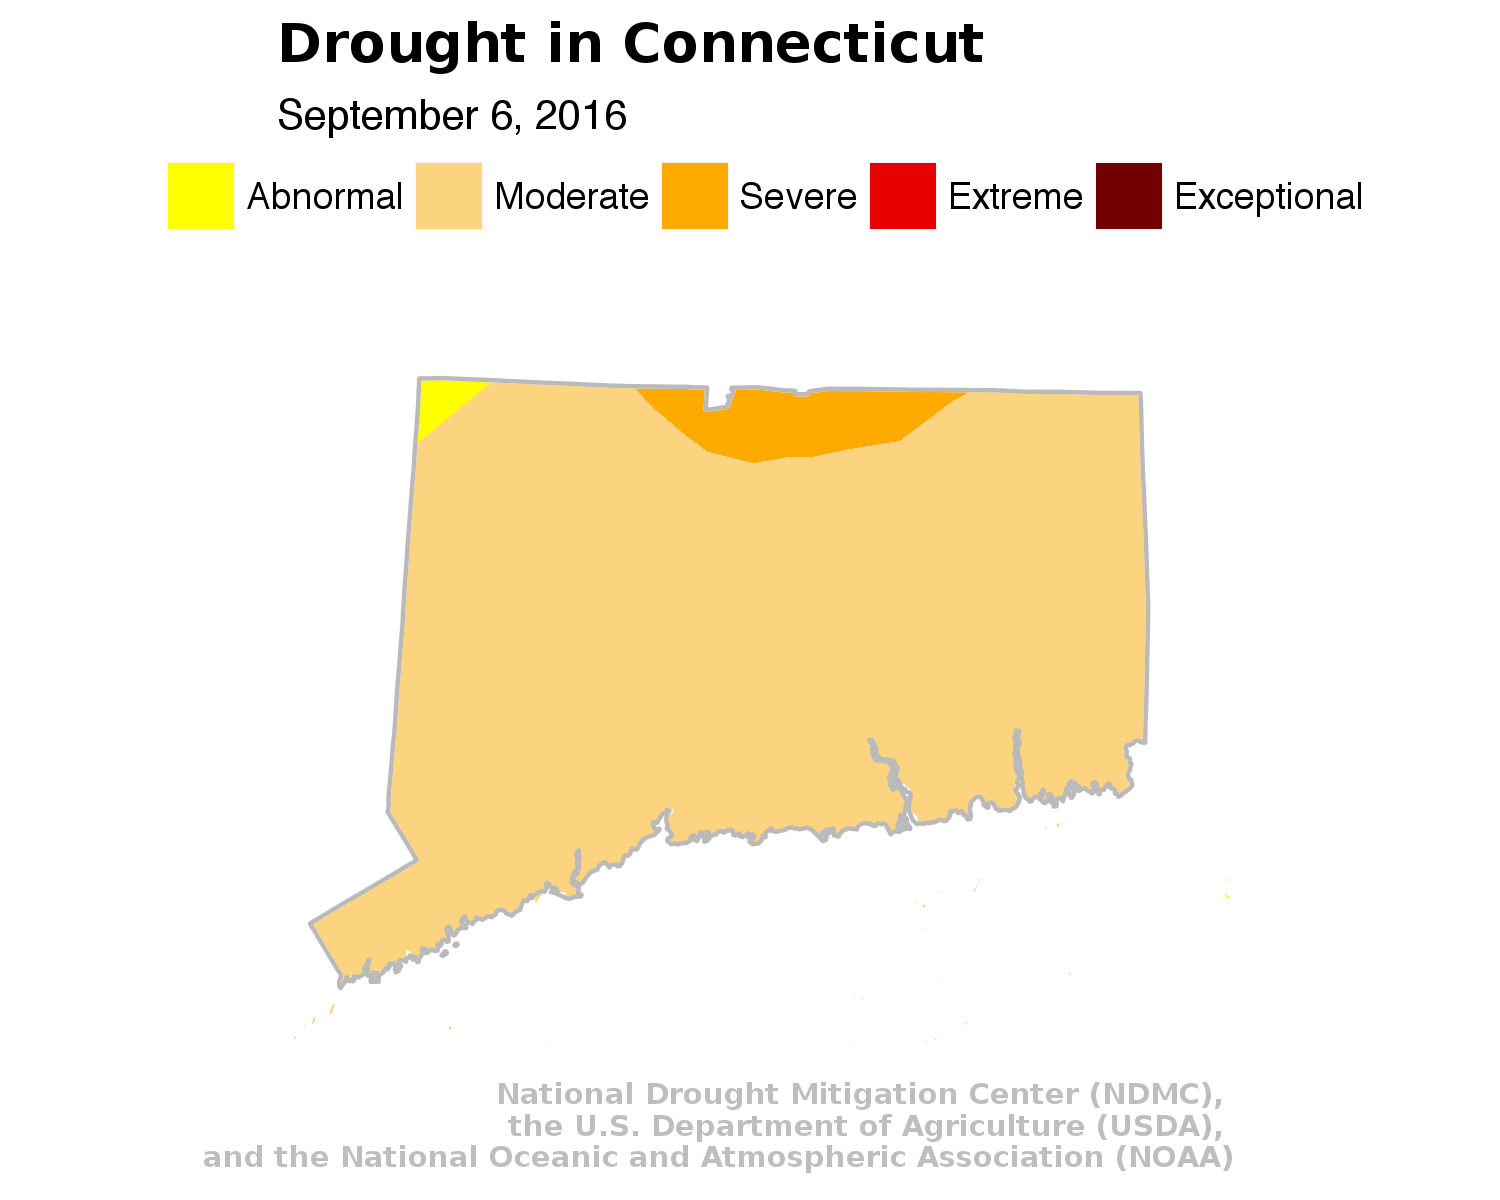 Drought in Connecticut
September 6, 2016
Abnormal Moderate Severe Extreme Exceptional
National Drought Mitigation Center (NDMC),
the U.S. Department of Agriculture (USDA),
and the National Oceanic and Atmospheric Association (NOAA)